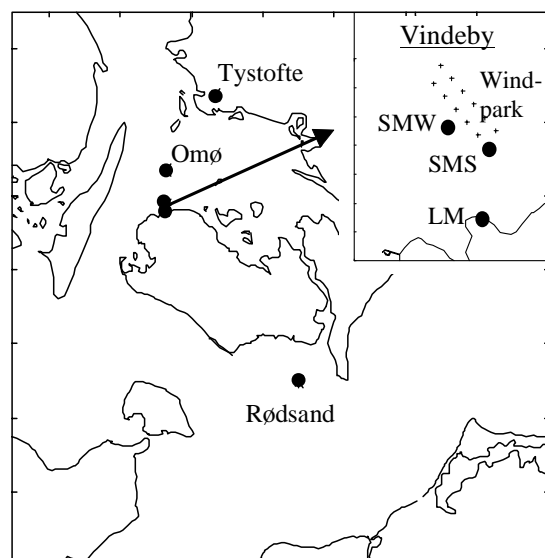 Vindeby
Tystofte
Wind-
park
SMW
Omø
SMS
LM
Rødsand